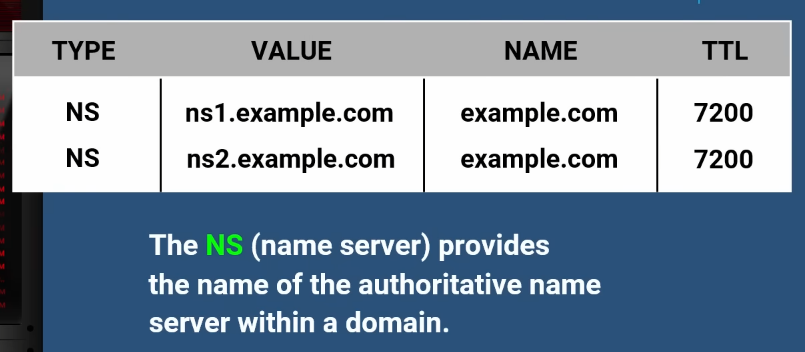 TYPE VALUE NAME TTL
NS ns1.example.com example.com 7200
NS ns2.example.com example.com 7200
The NS (name server) provides
the name of the authoritative name
server within a domain.